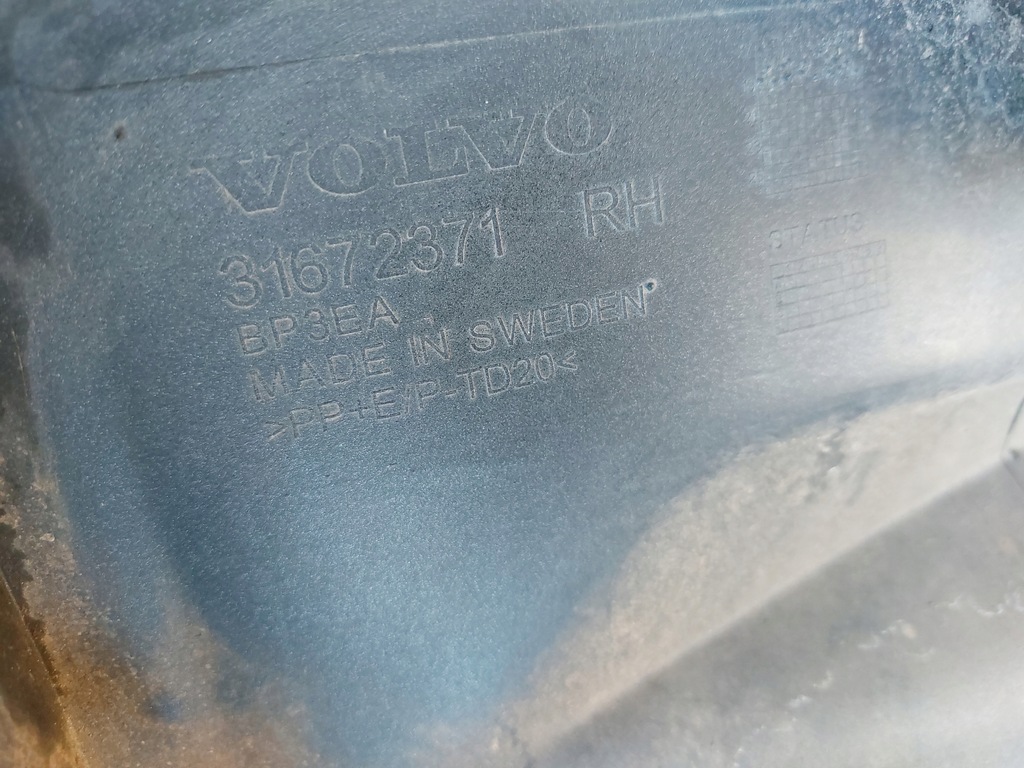 VOLVO
31672371 RH
BP3EA
MADE IN SWEDEN
>PP+E/P-TD20<
STATUS